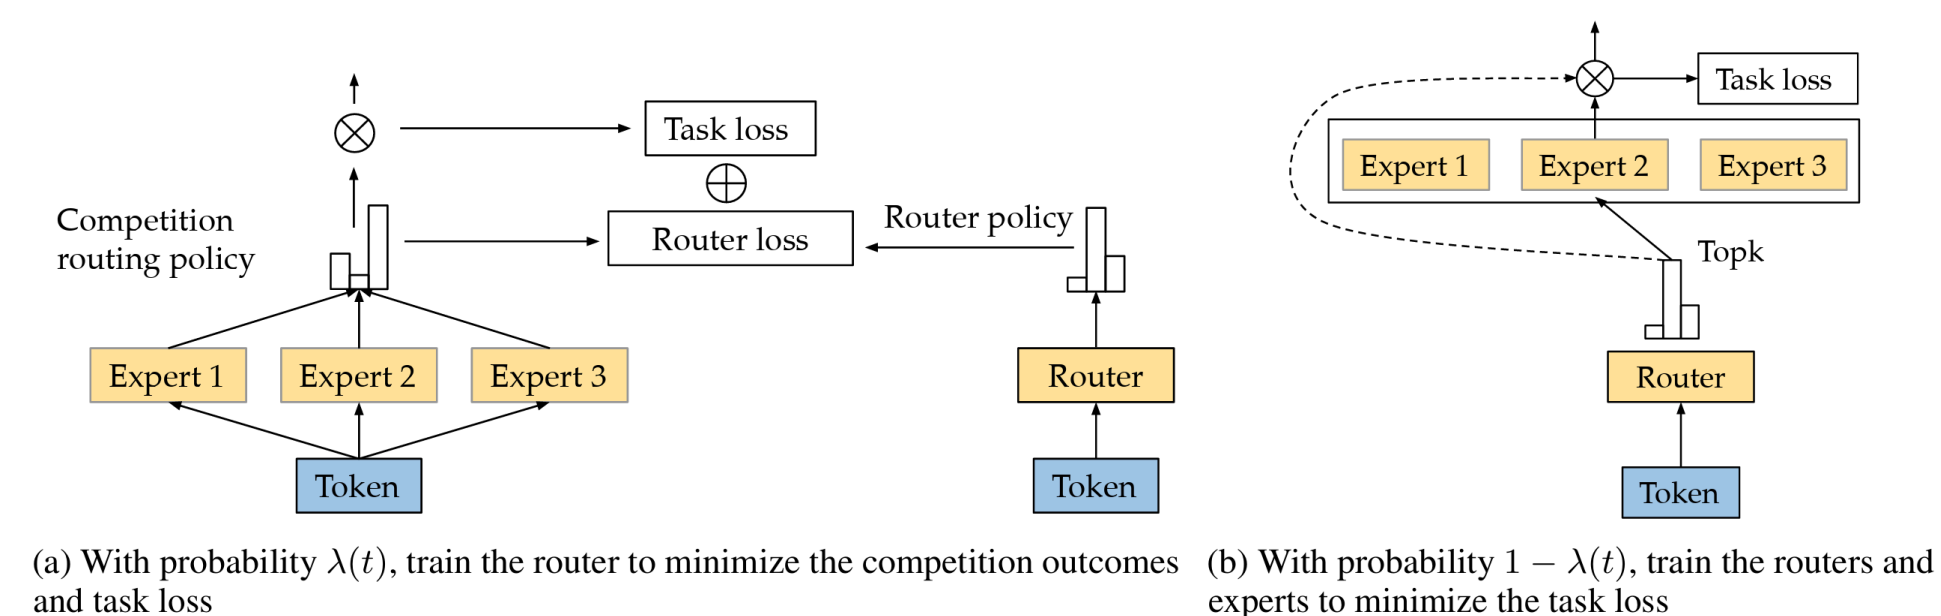 Task loss
Competition
routing policy
Router loss
Router policy
Expert 1
Expert 2
Expert 3
Router
Token
Token
(a) With probability λ(t), train the router to minimize the competition outcomes
and task loss
Task loss
Expert 1
Expert 2
Expert 3
Topk
Router
Token
(b) With probability 1 − λ(t), train the routers and
experts to minimize the task loss